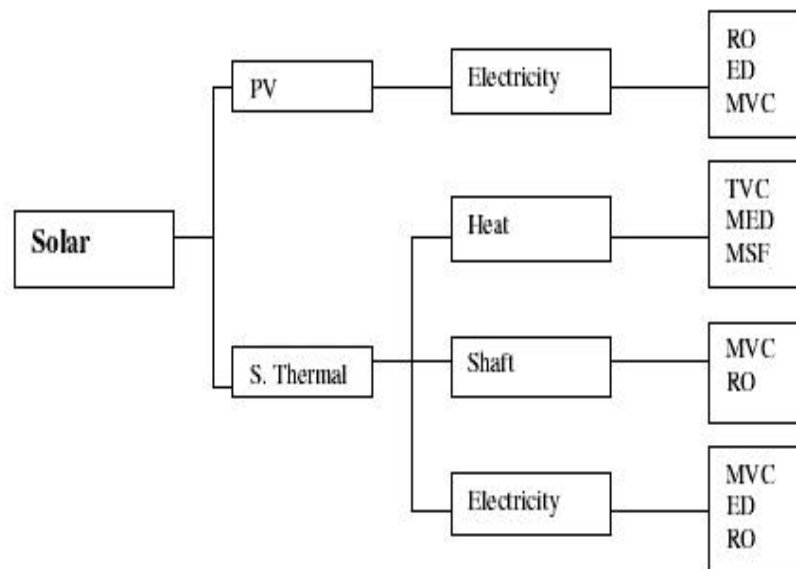 Solar
PV
Electricity
RO
ED
MVC
S. Thermal
Heat
TVC
MED
MSF
Shaft
MVC
RO
Electricity
MVC
ED
RO